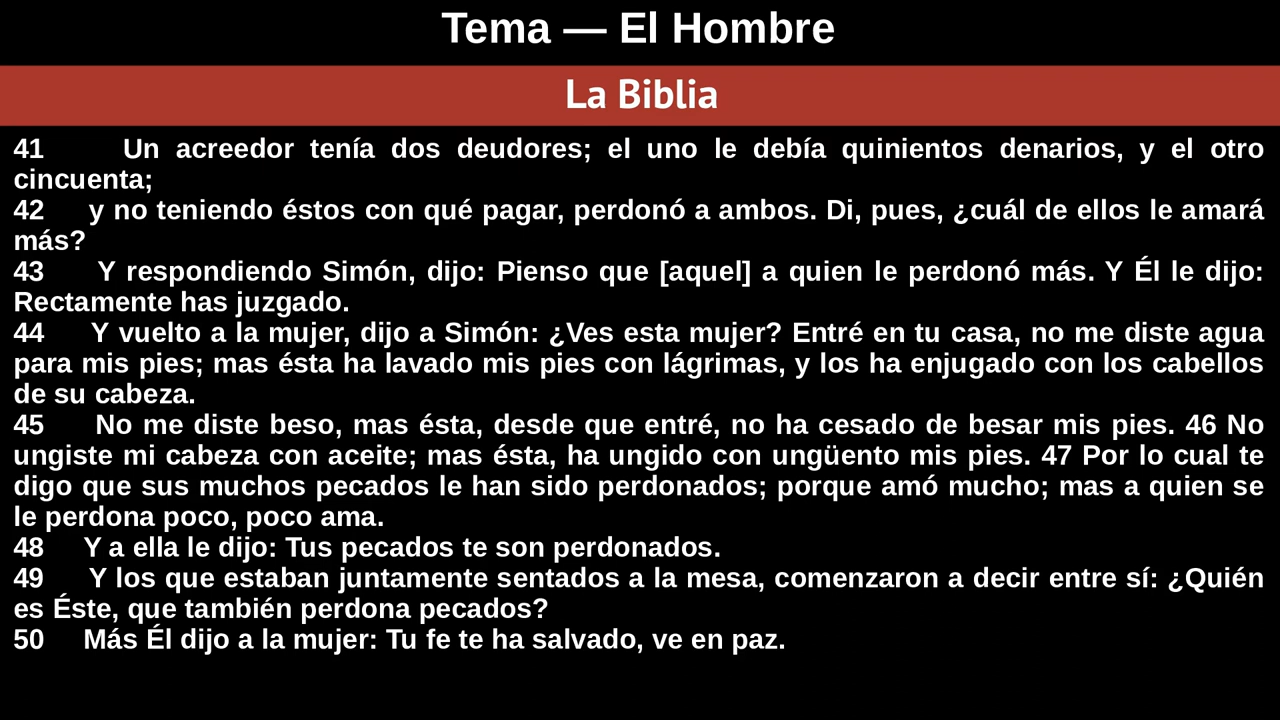 Tema — El Hombre
La Biblia
41 Un acreedor tenía dos deudores; el uno le debía quinientos denarios, y el otro
cincuenta;
42 y no teniendo éstos con qué pagar, perdonó a ambos. Di, pues, ¿cuál de ellos le amará
más?
43 Y respondiendo Simón, dijo: Pienso que [aquel] a quien le perdonó más. Y Él le dijo:
Rectamente has juzgado.
44 Y vuelto a la mujer, dijo a Simón: ¿Ves esta mujer? Entré en tu casa, no me diste agua
para mis pies; mas ésta ha lavado mis pies con lágrimas, y los ha enjugado con los cabellos
de su cabeza.
45 No me diste beso, mas ésta, desde que entré, no ha cesado de besar mis pies. 46 No
ungiste mi cabeza con aceite; mas ésta, ha ungido con ungüento mis pies. 47 Por lo cual te
digo que sus muchos pecados le han sido perdonados; porque amó mucho; mas a quien se
le perdona poco, poco ama.
48 Y a ella le dijo: Tus pecados te son perdonados.
49 Y los que estaban juntamente sentados a la mesa, comenzaron a decir entre sí: ¿Quién
es Éste, que también perdona pecados?
50 Más Él dijo a la mujer: Tu fe te ha salvado, ve en paz.